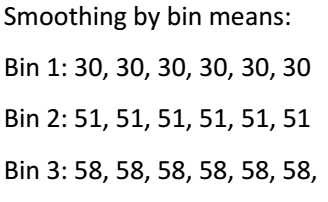 Smoothing by bin means:
Bin 1: 30, 30, 30, 30, 30, 30
Bin 2: 51, 51, 51, 51, 51, 51
Bin 3: 58, 58, 58, 58, 58, 58,